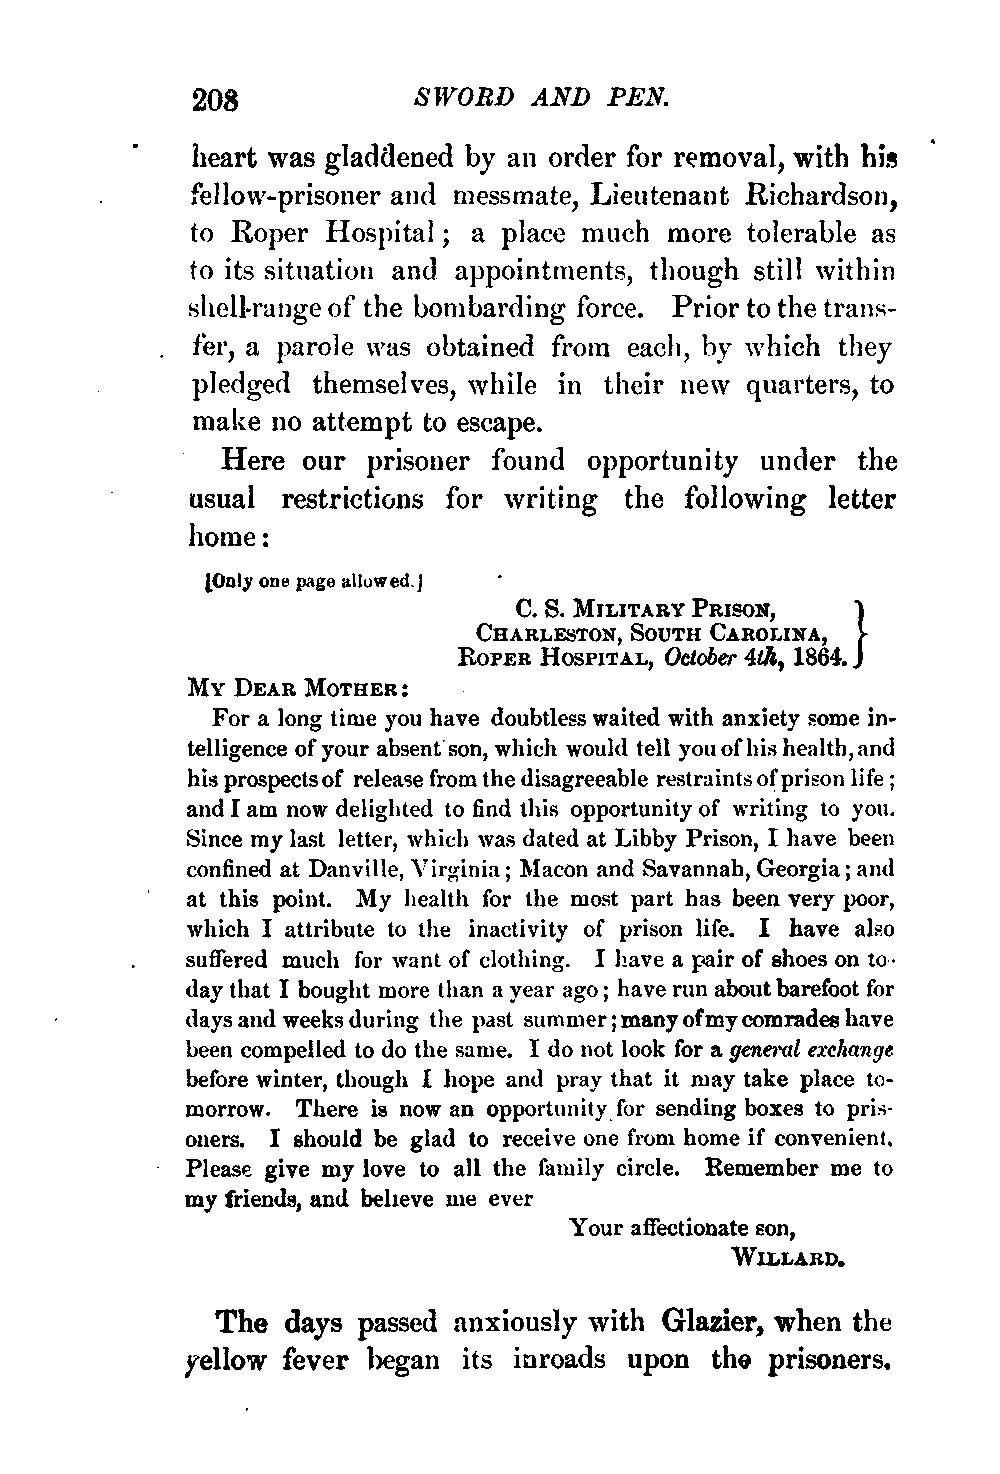 208 SWORD AND PEN.
heart was gladdened by an order for removal, with his
fellow-prisoner and messmate, Lieutenant Richardson,
to Roper Hospital; a place much more tolerable as
to its situation and appointments, though still within
shell-range of the bombarding force. Prior to the trans-
fer, a parole was obtained from each, by which they
pledged themselves, while in their new quarters, to
make no attempt to escape.
Here our prisoner found opportunity under the
usual restrictions for writing the following letter
home:
[Only one page allowed.]
C. S. MILITARY PRISON,
CHARLESTON, SOUTH CAROLINA,
ROPER HOSPITAL, October 4th, 1864.
MY DEAR MOTHER:
For a long time you have doubtless waited with anxiety some in-
telligence of your absent son, which would tell you of his health, and
his prospects of release from the disagreeable restraints of prison life;
and I am now delighted to find this opportunity of writing to you.
Since my last letter, which was dated at Libby Prison, I have been
confined at Danville, Virginia; Macon and Savannah, Georgia; and
at this point. My health for the most part has been very poor,
which I attribute to the inactivity of prison life. I have also
suffered much for want of clothing. I have a pair of shoes on to-
day that I bought more than a year ago; have run about barefoot for
days and weeks during the past summer; many of my comrades have
been compelled to do the same. I do not look for a general exchange
before winter, though I hope and pray that it may take place to-
morrow. There is now an opportunity for sending boxes to pris-
oners. I should be glad to receive one from home if convenient.
Please give my love to all the family circle. Remember me to
my friends, and believe me ever
Your affectionate son,
WILLARD.
The days passed anxiously with Glazier, when the
yellow fever began its inroads upon the prisoners.